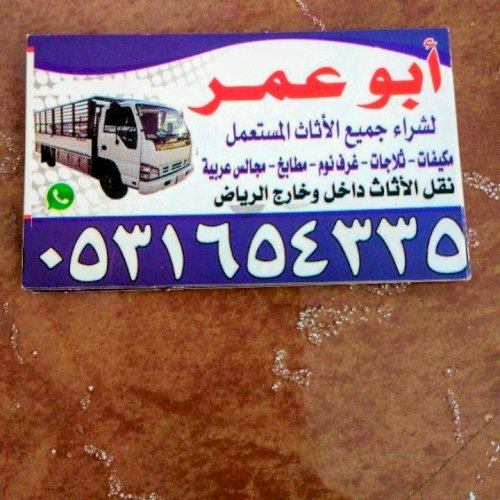 أبو عمر
لشراء جميع الأثاث المستعمل
مكيفات - ثلاجات - غرف نوم - مطابخ - مجالس عربية
نقل الأثاث داخل وخارج الرياض
٠٥٣١٦٥٤٣٣٥